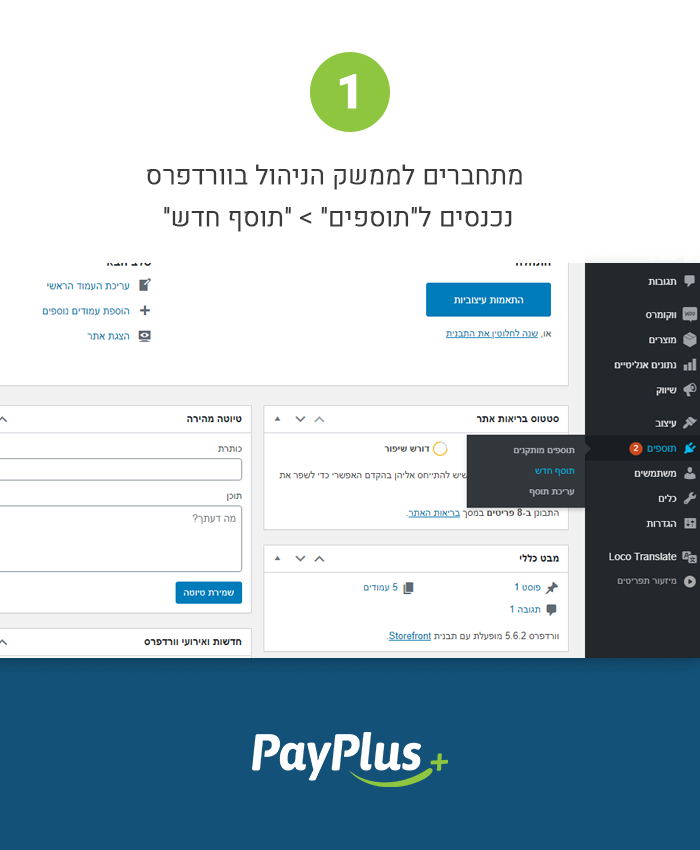 1
מתחברים לממשק הניהול בוורדפרס
נכנסים ל"תוספים" > "תוסף חדש"
תגובות
ווקומרס
מוצרים
נתונים אנליטיים
שיווק
עיצוב
תוספים 2
משתמשים
כלים
הגדרות
Loco Translate
מיזעור תפריטים
תוספים מותקנים
תוסף חדש
עריכת תוסף
התאמות עיצוביות
או, שנה לחלוטין את התבנית
עריכת העמוד הראשי
הוספת עמודים נוספים
הצגת אתר
סטטוס בריאות אתר
דורש שיפור
שיש להתייחס אליהן בהקדם האפשרי כדי לשפר את
התבונן ב-8 פריטים במסך בריאות האתר.
מבט כללי
פוסט 1
5 עמודים
תגובה 1
וורדפרס 5.6.2 מופעלת עם תבנית Storefront
טיוטה מהירה
כותרת
תוכן
מה דעתך?
שמירת טיוטה
חדשות ואירועי וורדפרס
PayPlus+